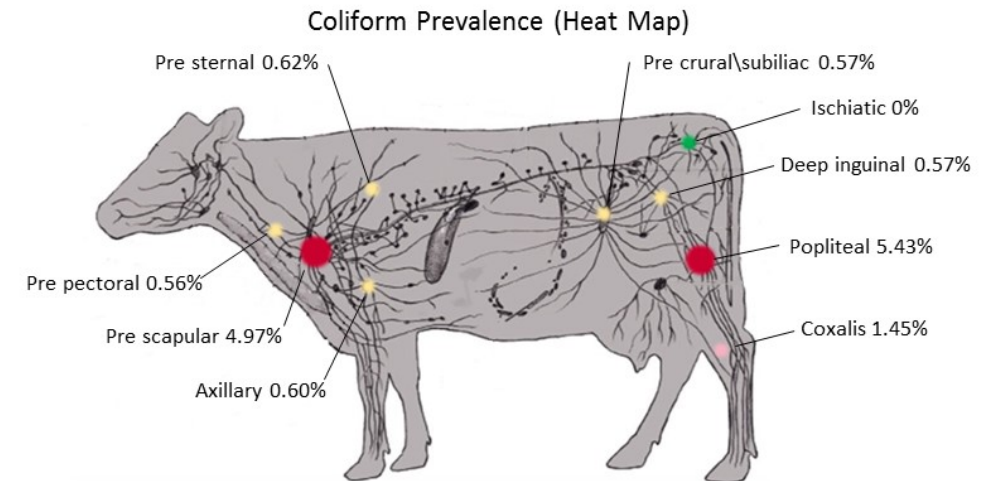 Coliform Prevalence (Heat Map)
Pre sternal 0.62%
Pre crural\subiliac 0.57%
Ischiatic 0%
Deep inguinal 0.57%
Popliteal 5.43%
Pre pectoral 0.56%
Coxalis 1.45%
Pre scapular 4.97%
Axillary 0.60%